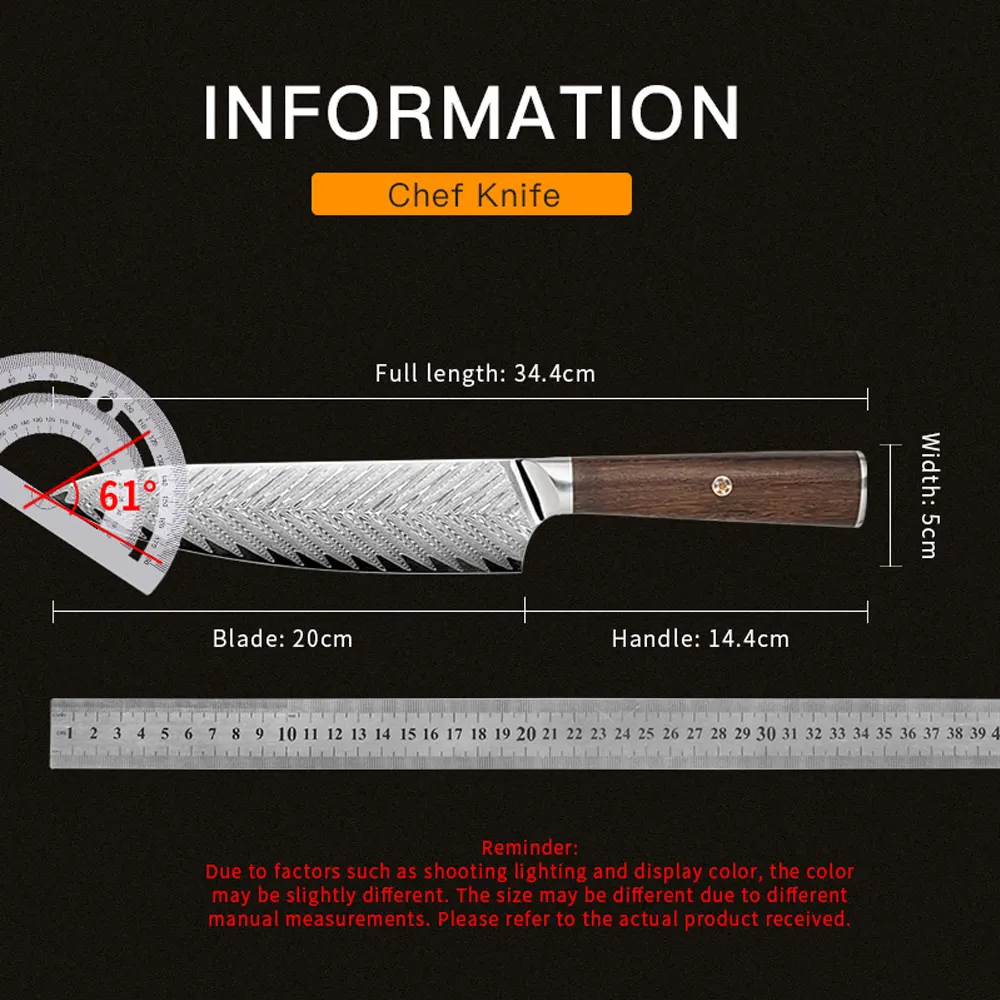 INFORMATION
Chef Knife
Full length: 34.4cm
Width: 5cm
61°
Blade: 20cm
Handle: 14.4cm
1 2 3 4 5 6 7 8 9 10 11 12 13 14 15 16 17 18 19 20 21 22 23 24 25 26 27 28 29 30 31 32 33 34 35 36 37 38 39
Reminder:
Due to factors such as shooting lighting and display color, the color
may be slightly different. The size may be different due to different
manual measurements. Please refer to the actual product received.